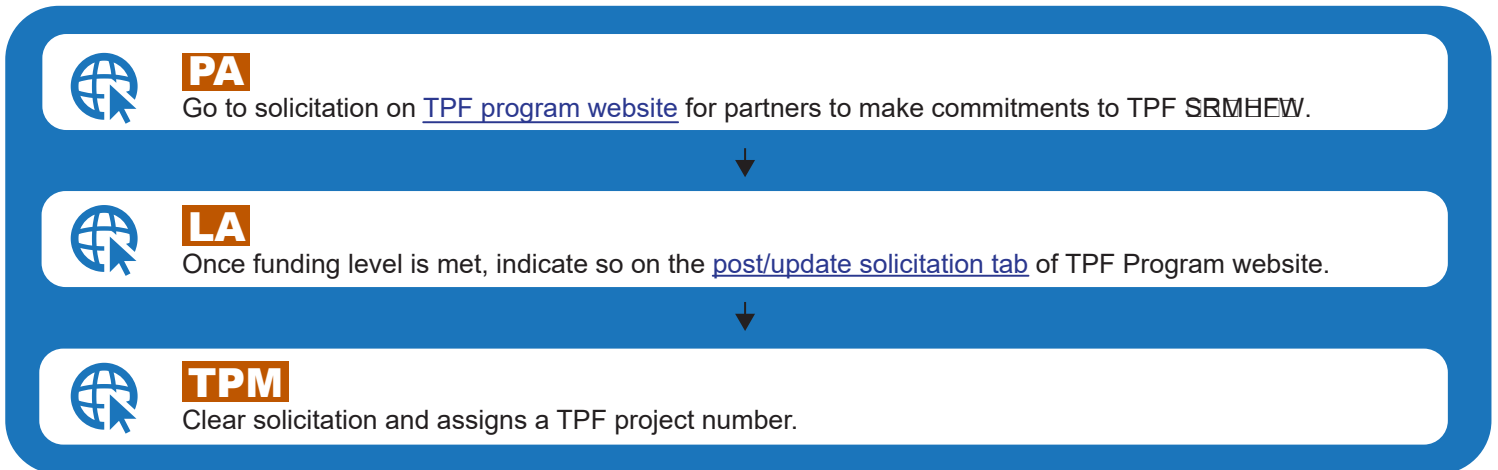 PA
Go to solicitation on TPF program website for partners to make commitments to TPF
LA
Once funding level is met, indicate so on the post/update solicitation tab of TPF Program website.
TPM
Clear solicitation and assigns a TPF project number.